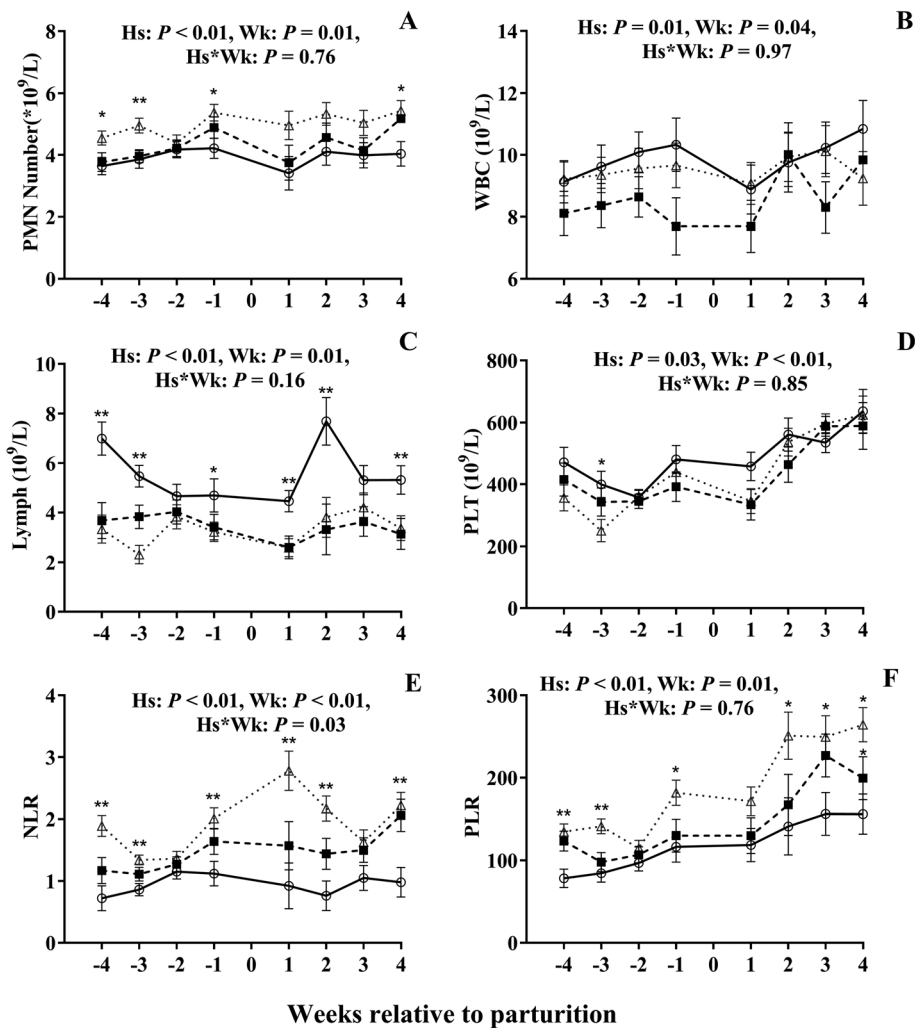 A
Hs: P < 0.01, Wk: P = 0.01,
Hs*Wk: P = 0.76
PMN Number(*10^9/L)
8
6
4
2
0
* ** * *
-4 -3 -2 -1 0 1 2 3 4
B
Hs: P = 0.01, Wk: P = 0.04,
Hs*Wk: P = 0.97
WBC (10^9/L)
14
12
10
8
6
-4 -3 -2 -1 0 1 2 3 4
C
Hs: P < 0.01, Wk: P = 0.01,
Hs*Wk: P = 0.16
Lymph (10^9/L)
10
8
6
4
2
0
** ** * ** ** **
-4 -3 -2 -1 0 1 2 3 4
D
Hs: P = 0.03, Wk: P < 0.01,
Hs*Wk: P = 0.85
PLT (10^9/L)
800
600
400
200
0
*
-4 -3 -2 -1 0 1 2 3 4
E
Hs: P < 0.01, Wk: P < 0.01,
Hs*Wk: P = 0.03
NLR
4
3
2
1
0
** ** ** ** ** **
-4 -3 -2 -1 0 1 2 3 4
F
Hs: P < 0.01, Wk: P = 0.01,
Hs*Wk: P = 0.76
PLR
300
200
100
0
** ** * * * * *
-4 -3 -2 -1 0 1 2 3 4
Weeks relative to parturition